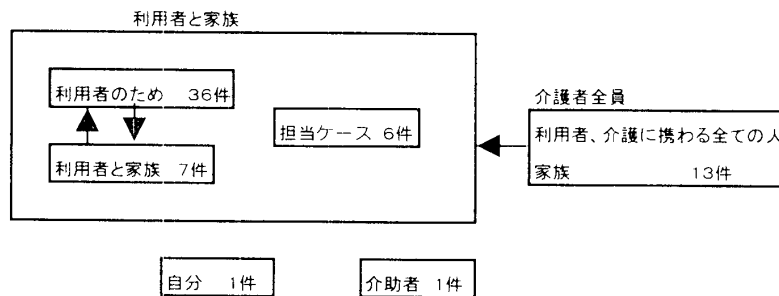 利用者と家族
利用者のため 36件
担当ケース 6件
利用者と家族 7件
介護者全員
利用者、介護に携わる全ての人
家族 13件
自分 1件
介助者 1件